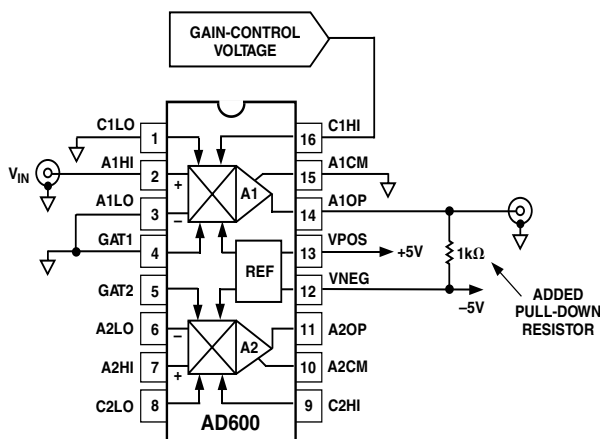 GAIN-CONTROL
VOLTAGE
C1LO
1
16
C1HI
VIN
A1HI
2
+
A1
15
A1CM
A1LO
3
–
14
A1OP
GAT1
4
REF
13
VPOS
+5V
1kΩ
GAT2
5
12
VNEG
–5V
ADDED
PULL-DOWN
RESISTOR
A2LO
6
–
A2
11
A2OP
A2HI
7
+
10
A2CM
C2LO
8
9
C2HI
AD600